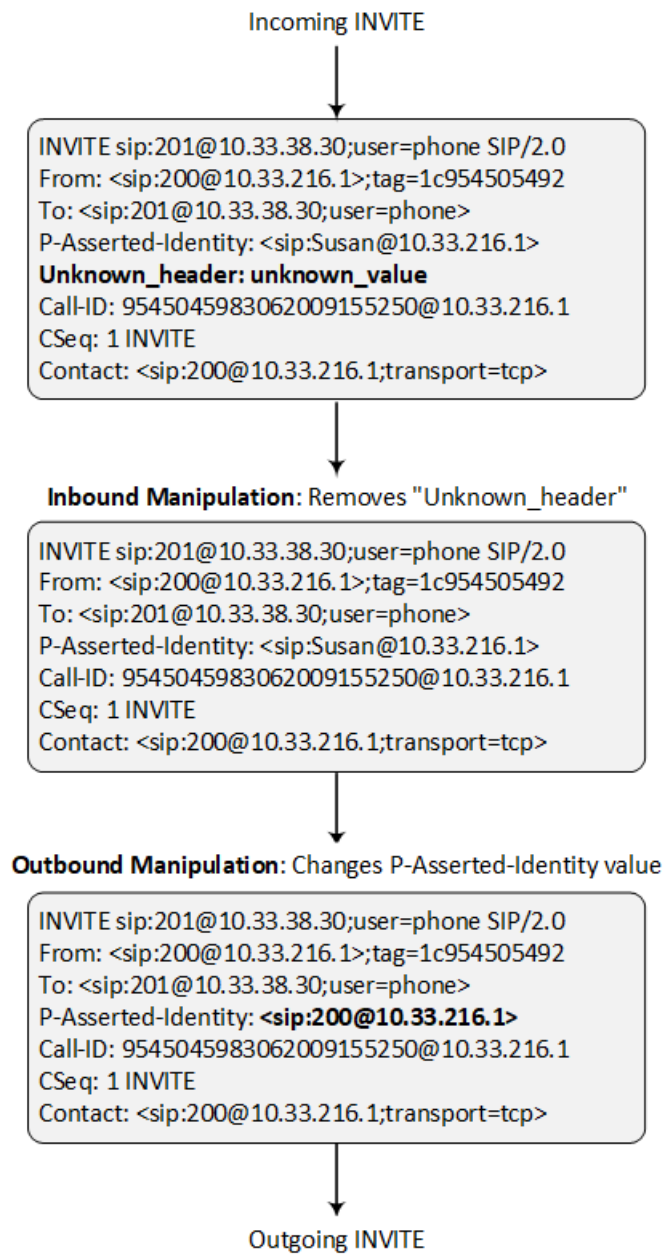 Incoming INVITE
INVITE sip:201@10.33.38.30;user=phone SIP/2.0
From: <sip:200@10.33.216.1>;tag=1c954505492
To: <sip:201@10.33.38.30;user=phone>
P-Asserted-Identity: <sip:Susan@10.33.216.1>
Unknown_header: unknown_value
Call-ID: 9545045983062009155250@10.33.216.1
CSeq: 1 INVITE
Contact: <sip:200@10.33.216.1;transport=tcp>
Inbound Manipulation: Removes "Unknown_header"
INVITE sip:201@10.33.38.30;user=phone SIP/2.0
From: <sip:200@10.33.216.1>;tag=1c954505492
To: <sip:201@10.33.38.30;user=phone>
P-Asserted-Identity: <sip:Susan@10.33.216.1>
Call-ID: 9545045983062009155250@10.33.216.1
CSeq: 1 INVITE
Contact: <sip:200@10.33.216.1;transport=tcp>
Outbound Manipulation: Changes P-Asserted-Identity value
INVITE sip:201@10.33.38.30;user=phone SIP/2.0
From: <sip:200@10.33.216.1>;tag=1c954505492
To: <sip:201@10.33.38.30;user=phone>
P-Asserted-Identity: <sip:200@10.33.216.1>
Call-ID: 9545045983062009155250@10.33.216.1
CSeq: 1 INVITE
Contact: <sip:200@10.33.216.1;transport=tcp>
Outgoing INVITE